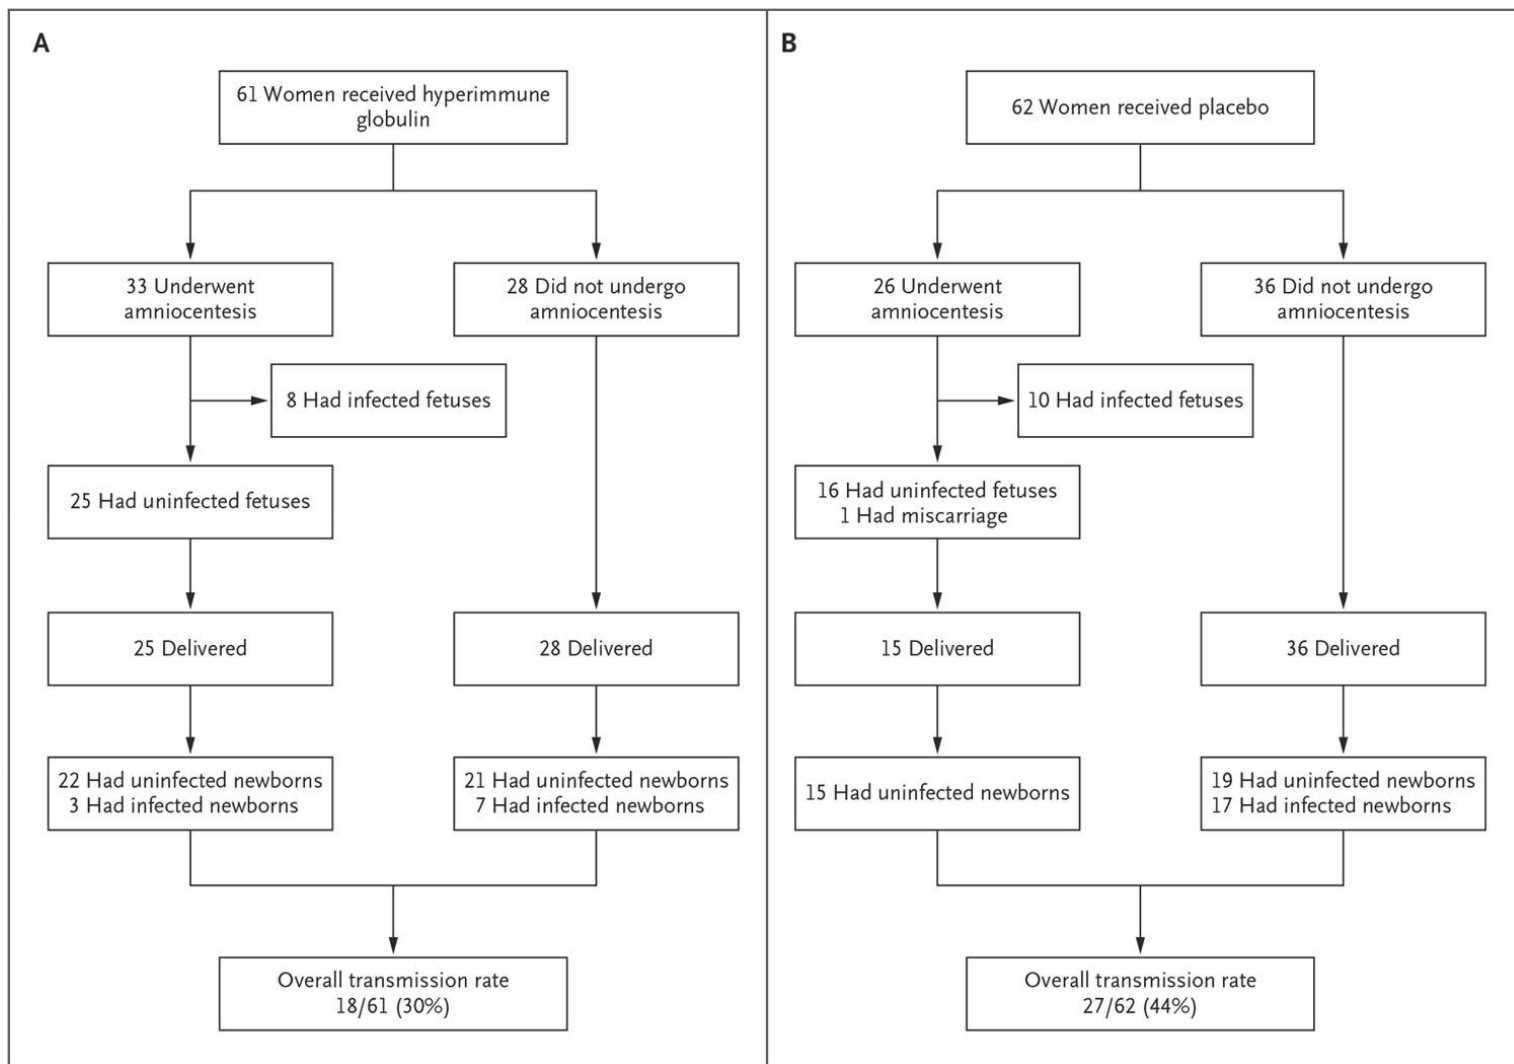 A
61 Women received hyperimmune
globulin
33 Underwent
amniocentesis
28 Did not undergo
amniocentesis
8 Had infected fetuses
25 Had uninfected fetuses
25 Delivered
28 Delivered
22 Had uninfected newborns
3 Had infected newborns
21 Had uninfected newborns
7 Had infected newborns
Overall transmission rate
18/61 (30%)
B
62 Women received placebo
26 Underwent
amniocentesis
36 Did not undergo
amniocentesis
10 Had infected fetuses
16 Had uninfected fetuses
1 Had miscarriage
15 Delivered
36 Delivered
15 Had uninfected newborns
19 Had uninfected newborns
17 Had infected newborns
Overall transmission rate
27/62 (44%)